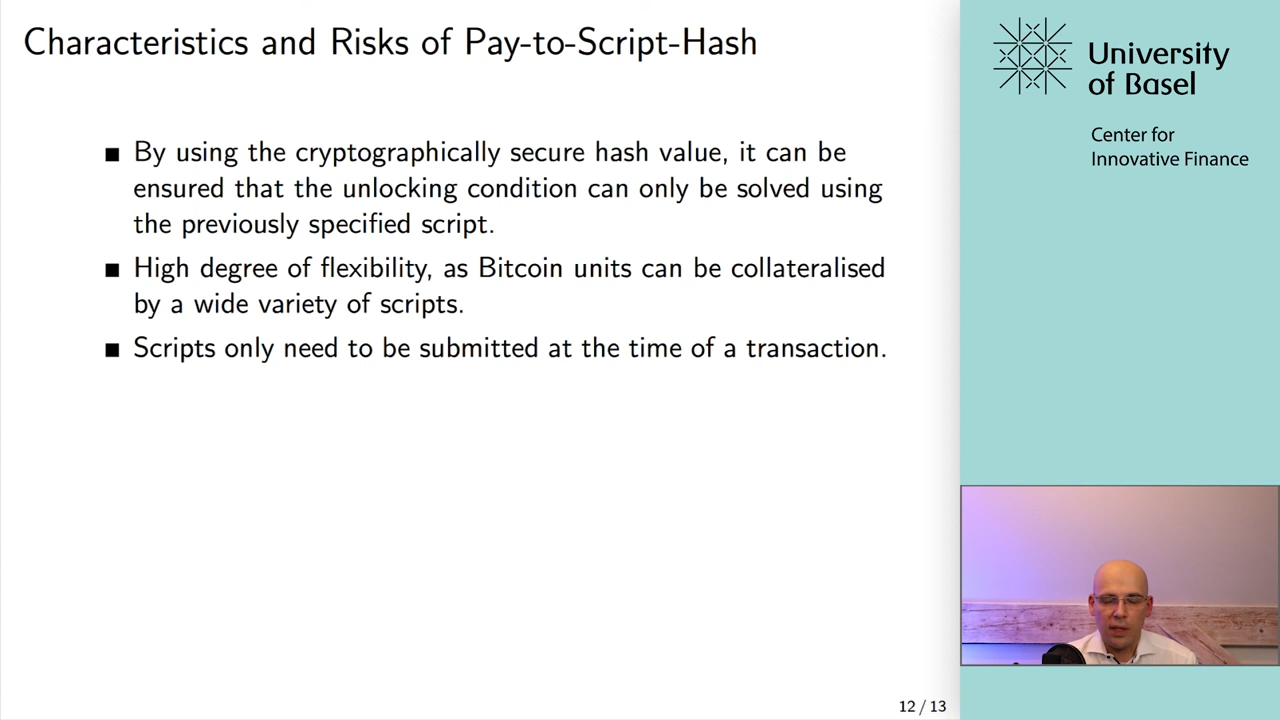 Characteristics and Risks of Pay-to-Script-Hash
■ By using the cryptographically secure hash value, it can be
ensured that the unlocking condition can only be solved using
the previously specified script.
■ High degree of flexibility, as Bitcoin units can be collateralised
by a wide variety of scripts.
■ Scripts only need to be submitted at the time of a transaction.
12 / 13
University
of Basel
Center for
Innovative Finance